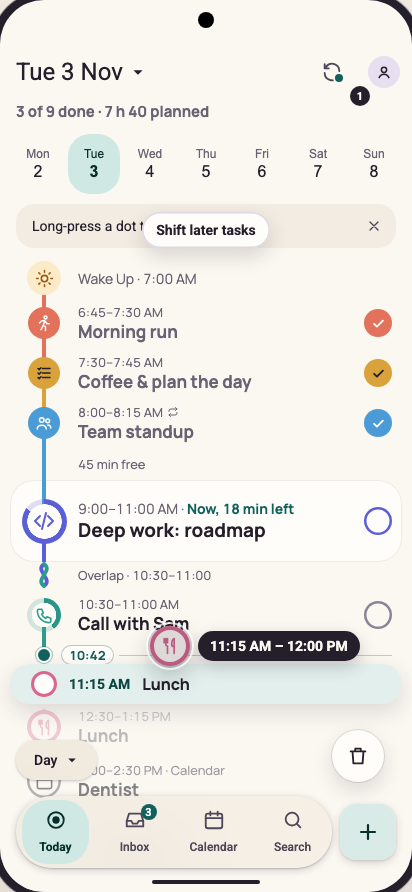 Tue 3 Nov
1
3 of 9 done · 7 h 40 planned
Mon Tue Wed Thu Fri Sat Sun
2 3 4 5 6 7 8
Long-press a dot
Shift later tasks
Wake Up · 7:00 AM
6:45–7:30 AM
Morning run
7:30–7:45 AM
Coffee & plan the day
8:00–8:15 AM
Team standup
45 min free
9:00–11:00 AM · Now, 18 min left
Deep work: roadmap
Overlap · 10:30–11:00
10:30–11:00 AM
Call with Sam
11:15 AM – 12:00 PM
10:42
11:15 AM Lunch
12:30–1:15 PM
Lunch
Day
:00–2:30 PM · Calendar
Dentist
3
Today Inbox Calendar Search